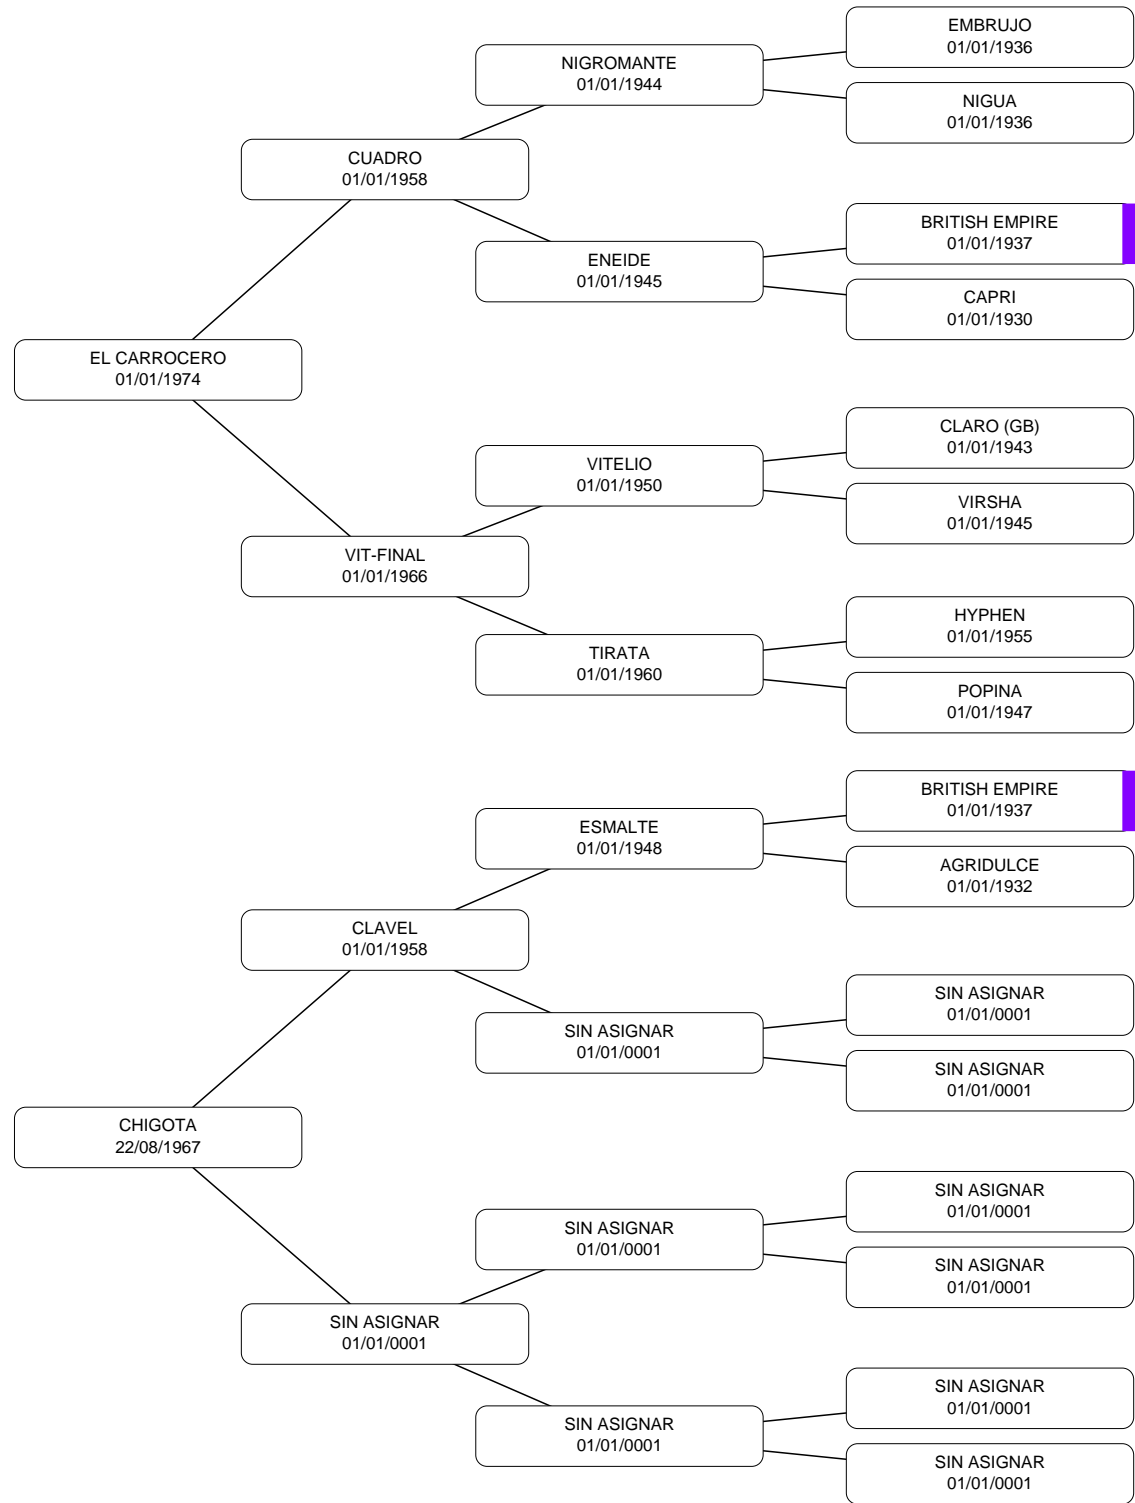 EMBRUJO
01/01/1936
NIGROMANTE
01/01/1944
NIGUA
01/01/1936
CUADRO
01/01/1958
BRITISH EMPIRE
01/01/1937
ENEIDE
01/01/1945
CAPRI
01/01/1930
EL CARROCERO
01/01/1974
CLARO (GB)
01/01/1943
VITELIO
01/01/1950
VIRSHA
01/01/1945
VIT-FINAL
01/01/1966
HYPHEN
01/01/1955
TIRATA
01/01/1960
POPINA
01/01/1947
BRITISH EMPIRE
01/01/1937
ESMALTE
01/01/1948
AGRIDULCE
01/01/1932
CLAVEL
01/01/1958
SIN ASIGNAR
01/01/0001
SIN ASIGNAR
01/01/0001
SIN ASIGNAR
01/01/0001
CHIGOTA
22/08/1967
SIN ASIGNAR
01/01/0001
SIN ASIGNAR
01/01/0001
SIN ASIGNAR
01/01/0001
SIN ASIGNAR
01/01/0001
SIN ASIGNAR
01/01/0001
SIN ASIGNAR
01/01/0001
SIN ASIGNAR
01/01/0001